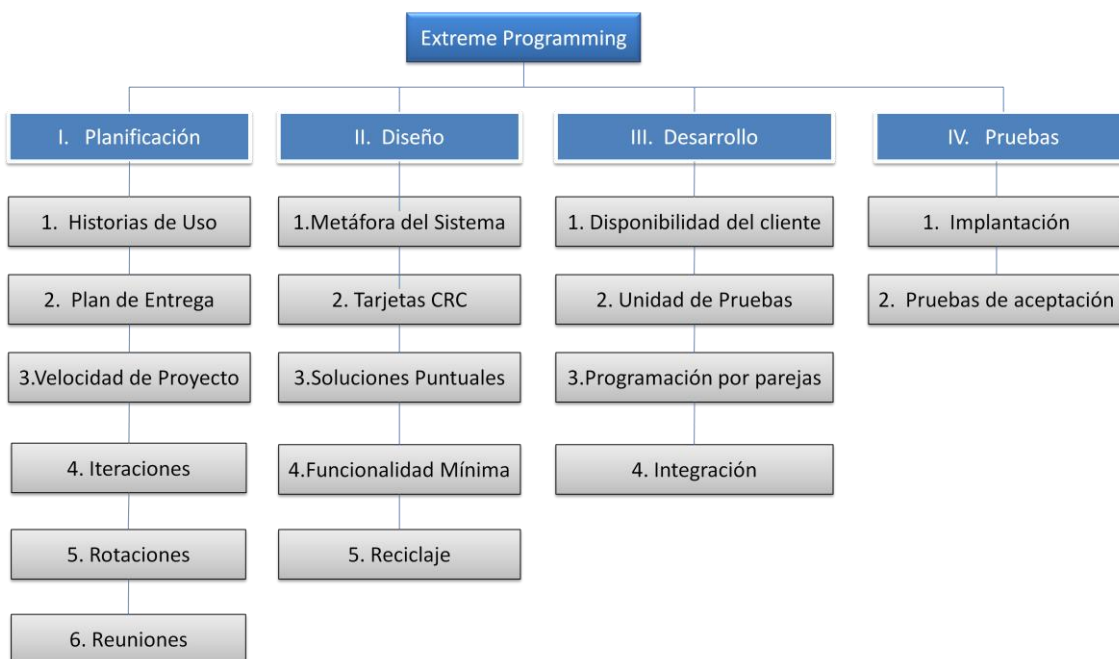 Extreme Programming
I. Planificación
1. Historias de Uso
2. Plan de Entrega
3.Velocidad de Proyecto
4. Iteraciones
5. Rotaciones
6. Reuniones
II. Diseño
1.Metáfora del Sistema
2. Tarjetas CRC
3.Soluciones Puntuales
4.Funcionalidad Mínima
5. Reciclaje
III. Desarrollo
1. Disponibilidad del cliente
2. Unidad de Pruebas
3.Programación por parejas
4. Integración
IV. Pruebas
1. Implantación
2. Pruebas de aceptación